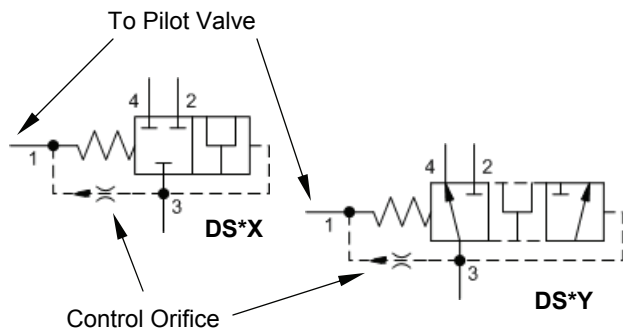 To Pilot Valve
4 2
1
3
DS*X
4 2
1
3
DS*Y
Control Orifice